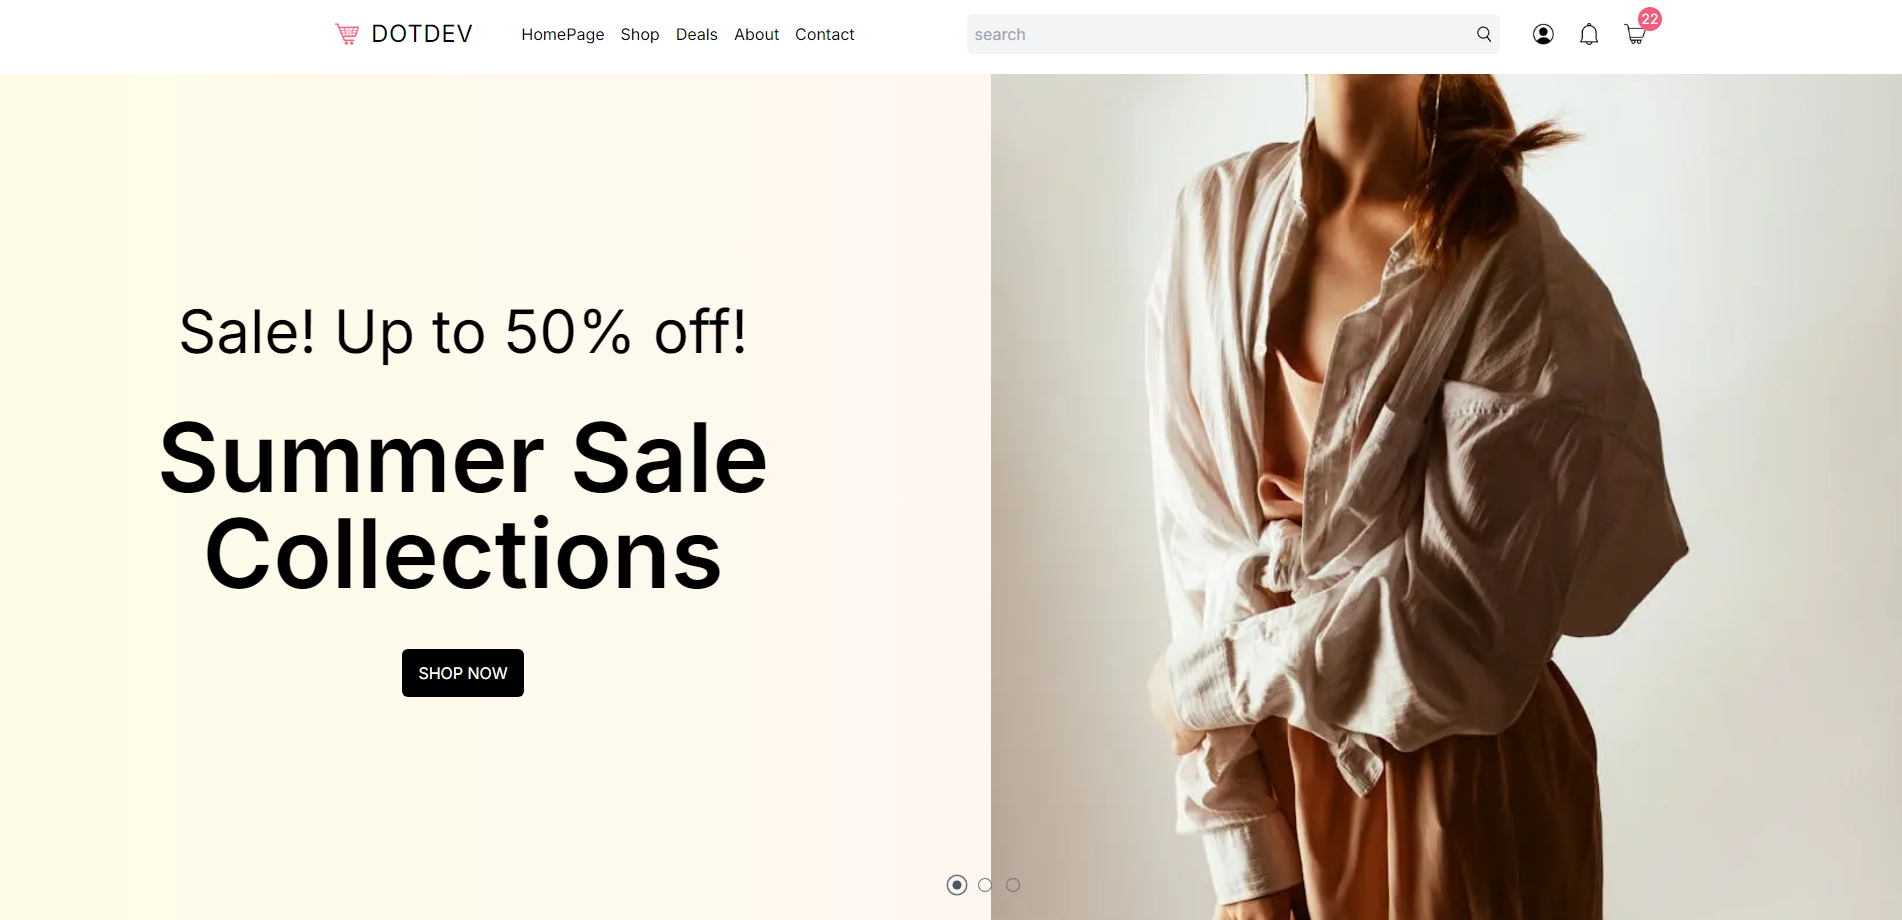 DOTDEV
HomePage Shop Deals About Contact
search
22
Sale! Up to 50% off!
Summer Sale
Collections
SHOP NOW